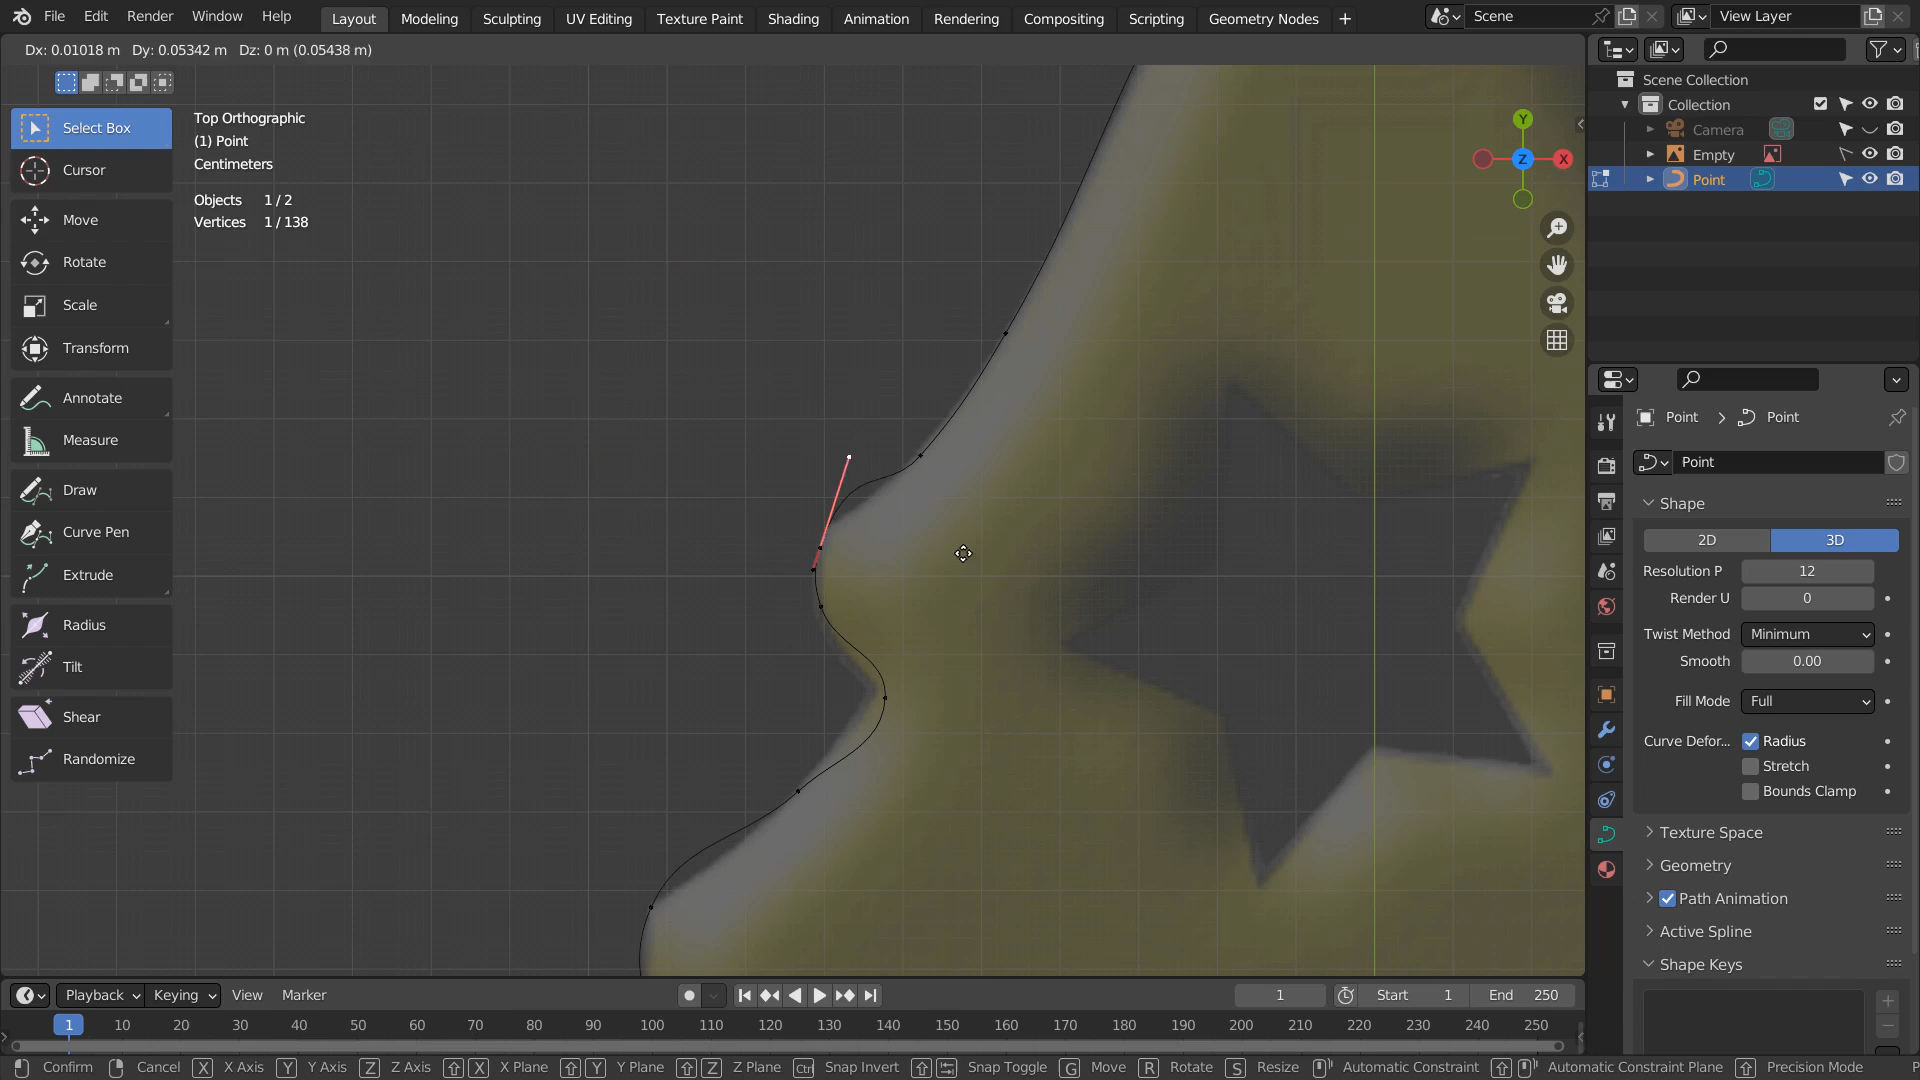 File Edit Render Window Help Layout Modeling Sculpting UV Editing Texture Paint Shading Animation Rendering Compositing Scripting Geometry Nodes + Scene View Layer
Dx: 0.01018 m Dy: 0.05342 m Dz: 0 m (0.05438 m)
Scene Collection
Collection
Camera
Empty
Point
Select Box
Cursor
Move
Rotate
Scale
Transform
Annotate
Measure
Draw
Curve Pen
Extrude
Radius
Tilt
Shear
Randomize
Top Orthographic
(1) Point
Centimeters
Objects 1 / 2
Vertices 1 / 138
Y
Z
X
Point > Point
Point
Shape
2D 3D
Resolution P 12
Render U 0
Twist Method Minimum
Smooth 0.00
Fill Mode Full
Curve Defor... Radius
Stretch
Bounds Clamp
Texture Space
Geometry
Path Animation
Active Spline
Shape Keys
Playback Keying View Marker 1 Start 1 End 250
1 10 20 30 40 50 60 70 80 90 100 110 120 130 140 150 160 170 180 190 200 210 220 230 240 250
Confirm Cancel X X Axis Y Y Axis Z Z Axis X X Plane Y Y Plane Z Z Plane Ctrl Snap Invert Snap Toggle G Move R Rotate S Resize Automatic Constraint Automatic Constraint Plane Precision Mode P